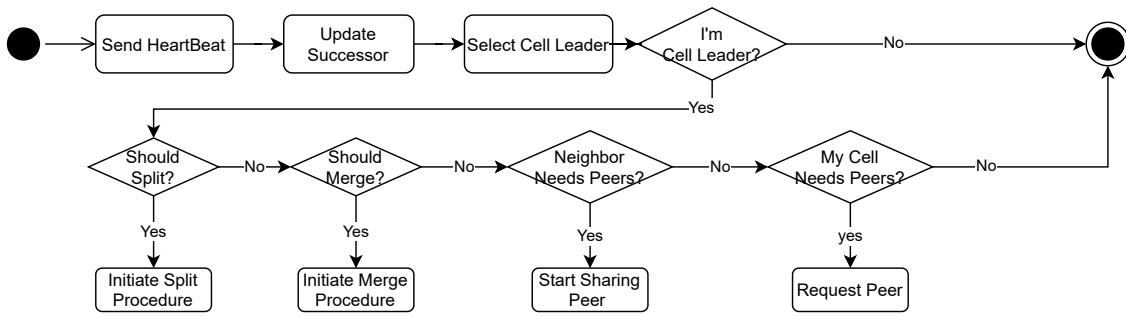 Send HeartBeat
Update
Successor
Select Cell Leader
I'm
Cell Leader?
No
Yes
Should
Split?
No
Should
Merge?
No
Neighbor
Needs Peers?
No
My Cell
Needs Peers?
No
Yes
Yes
Yes
yes
Initiate Split
Procedure
Initiate Merge
Procedure
Start Sharing
Peer
Request Peer